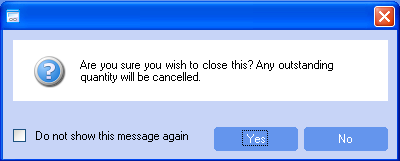 Are you sure you wish to close this? Any outstanding
quantity will be cancelled.
Do not show this message again
Yes
No